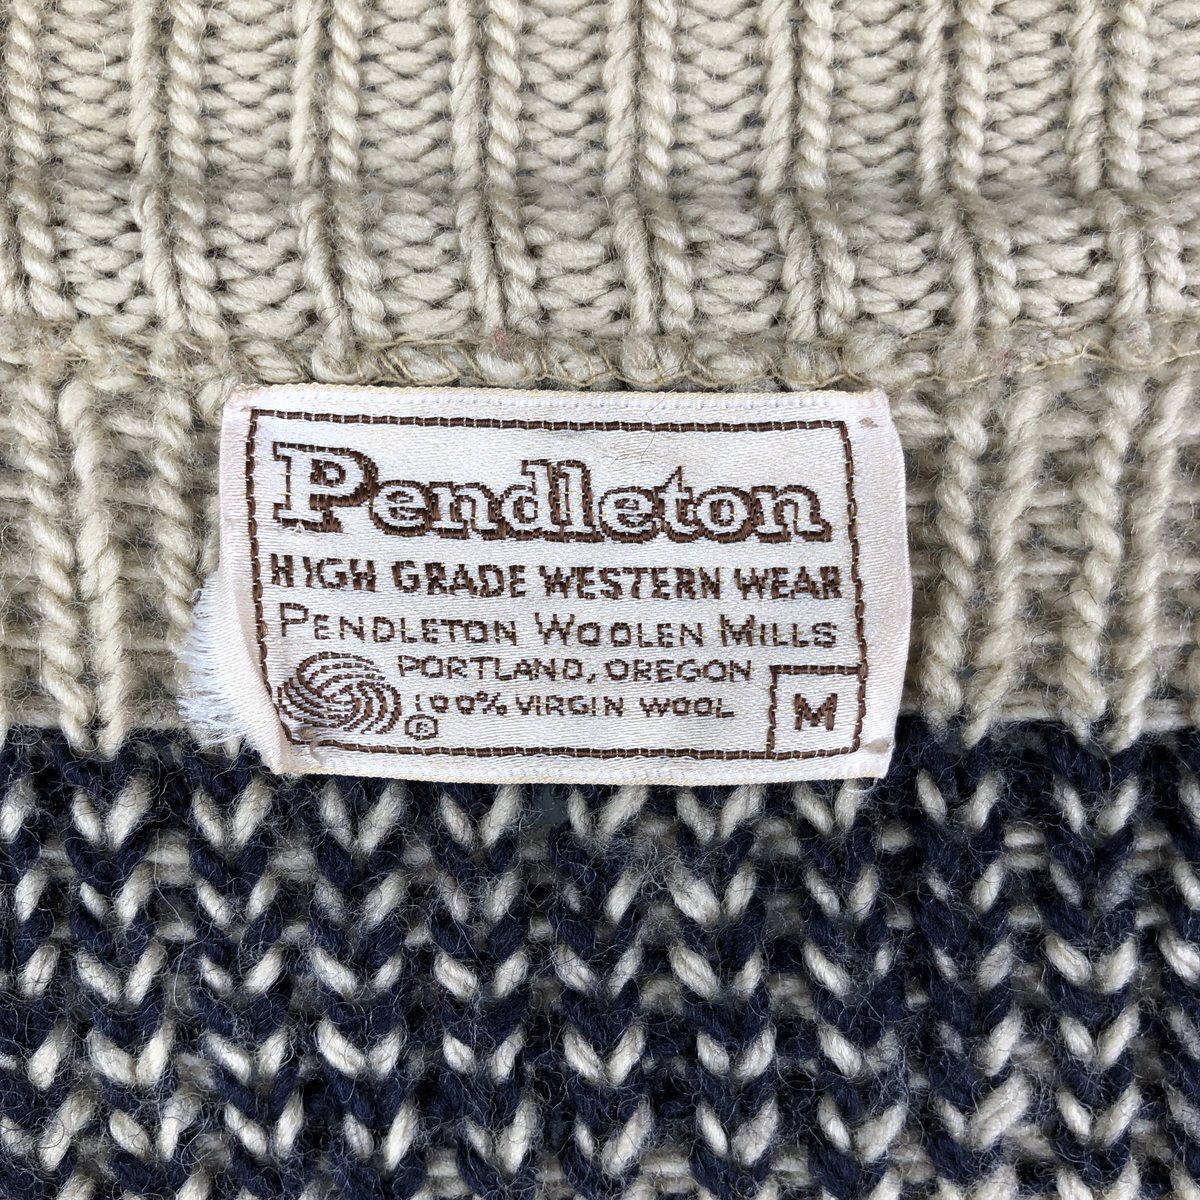 Pendleton
HIGH GRADE WESTERN WEAR
PENDLETON WOOLEN MILLS
PORTLAND, OREGON
® 100% VIRGIN WOOL
M